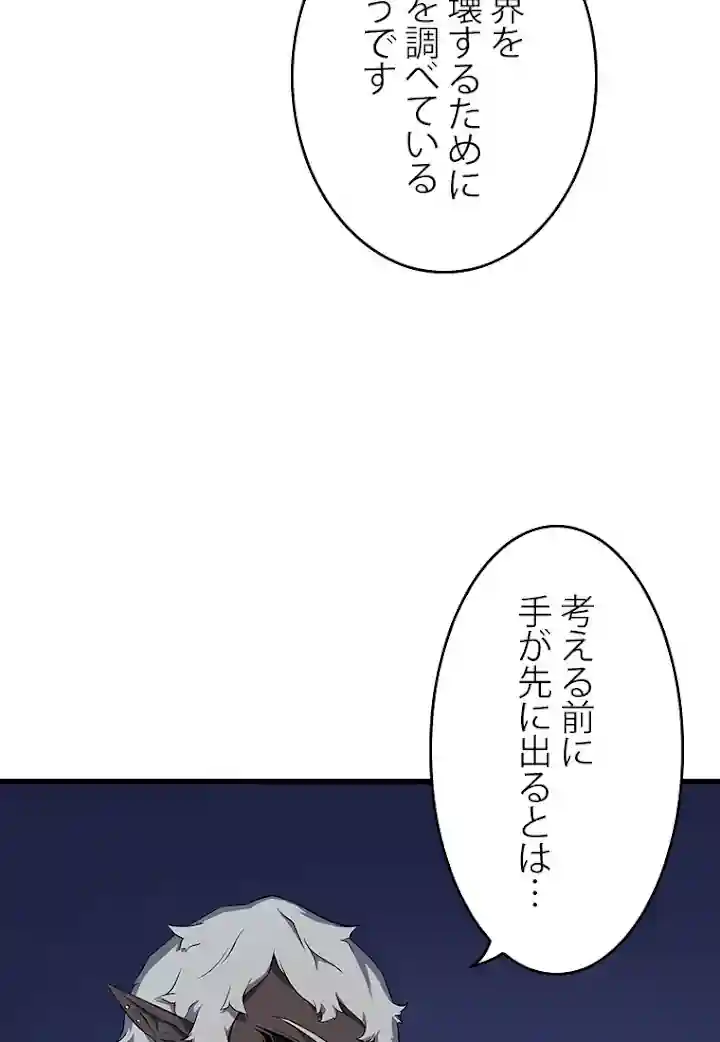 界を
壊するために
を調べている
うです
考える前に
手が先に出るとは…